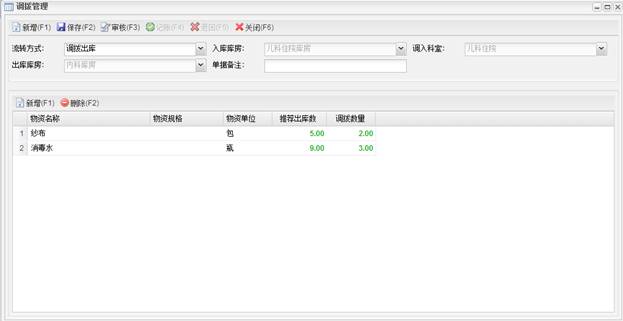 调拨管理
新增(F1) 保存(F2) 审核(F3) 记账(F4) 退回(F5) 关闭(F6)
流转方式: 调拨出库 入库库房: 儿科住院库房 调入科室: 儿科住院
出库库房: 内科库房 单据备注:
新增(F1) 删除(F2)
物资名称 物资规格 物资单位 推荐出库数 调拨数量
1 纱布 包 5.00 2.00
2 消毒水 瓶 9.00 3.00